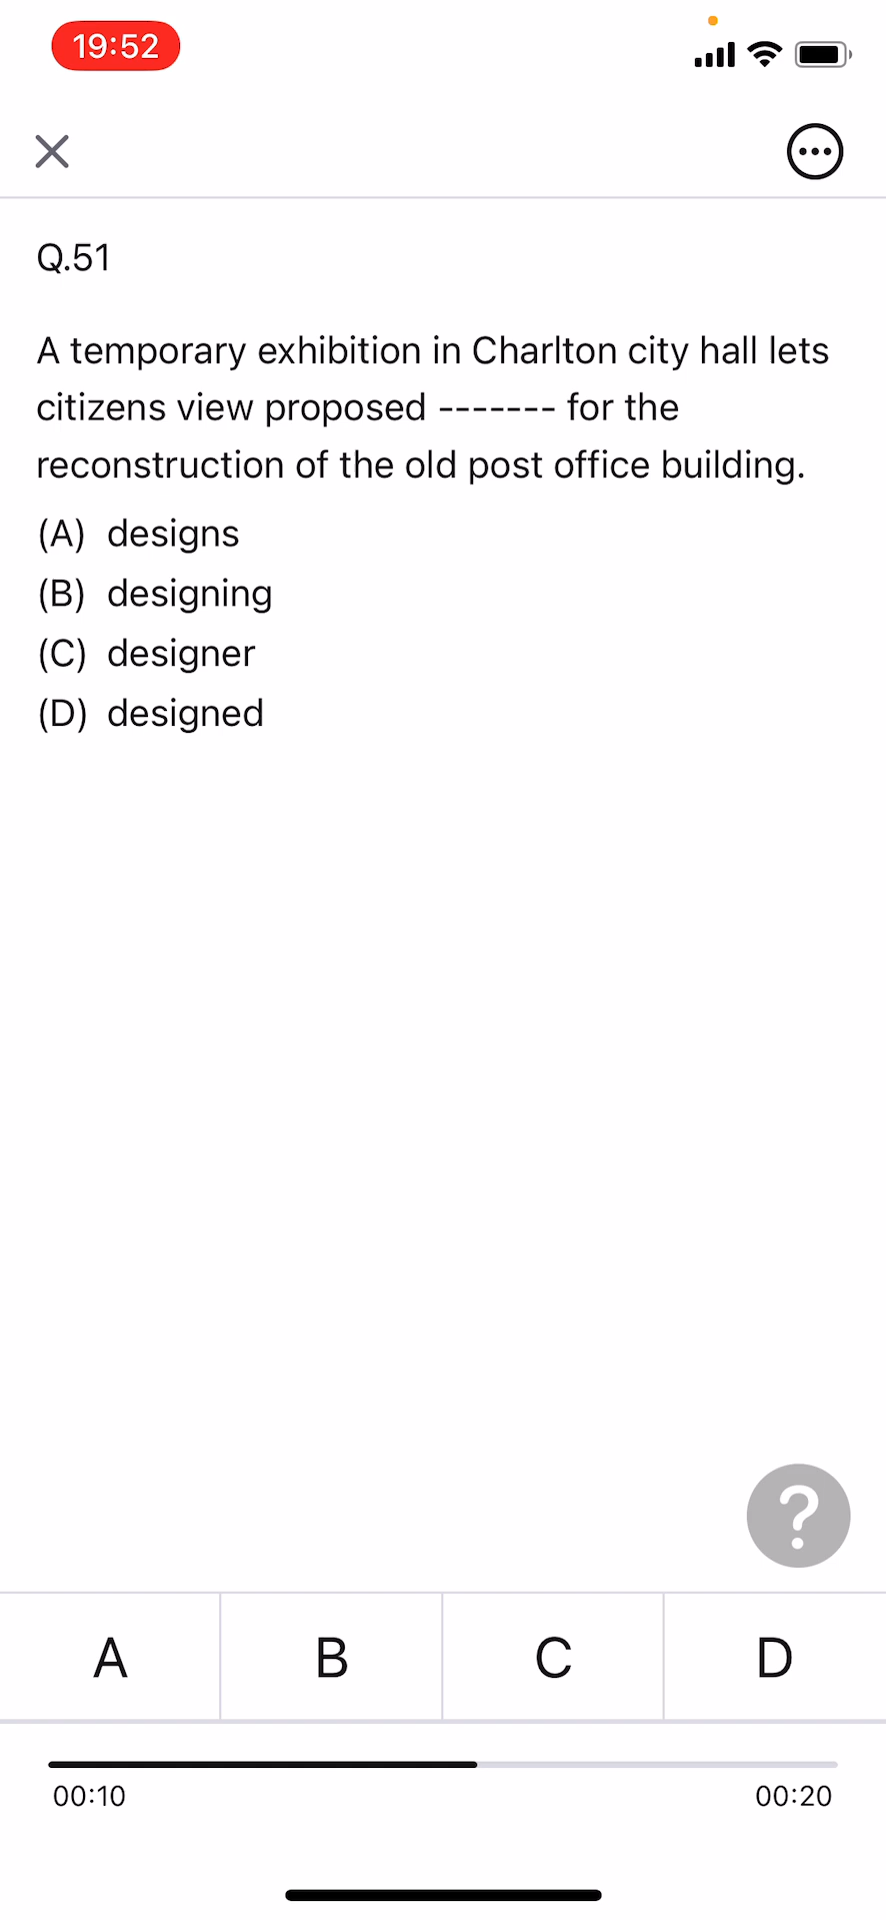 19:52
Q.51
A temporary exhibition in Charlton city hall lets
citizens view proposed ------- for the
reconstruction of the old post office building.
(A) designs
(B) designing
(C) designer
(D) designed
?
A B C D
00:10 00:20